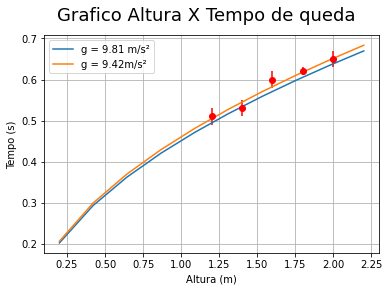 Grafico Altura X Tempo de queda
g = 9.81 m/s²
g = 9.42m/s²
Tempo (s)
0.7
0.6
0.5
0.4
0.3
0.2
0.25 0.50 0.75 1.00 1.25 1.50 1.75 2.00 2.25
Altura (m)